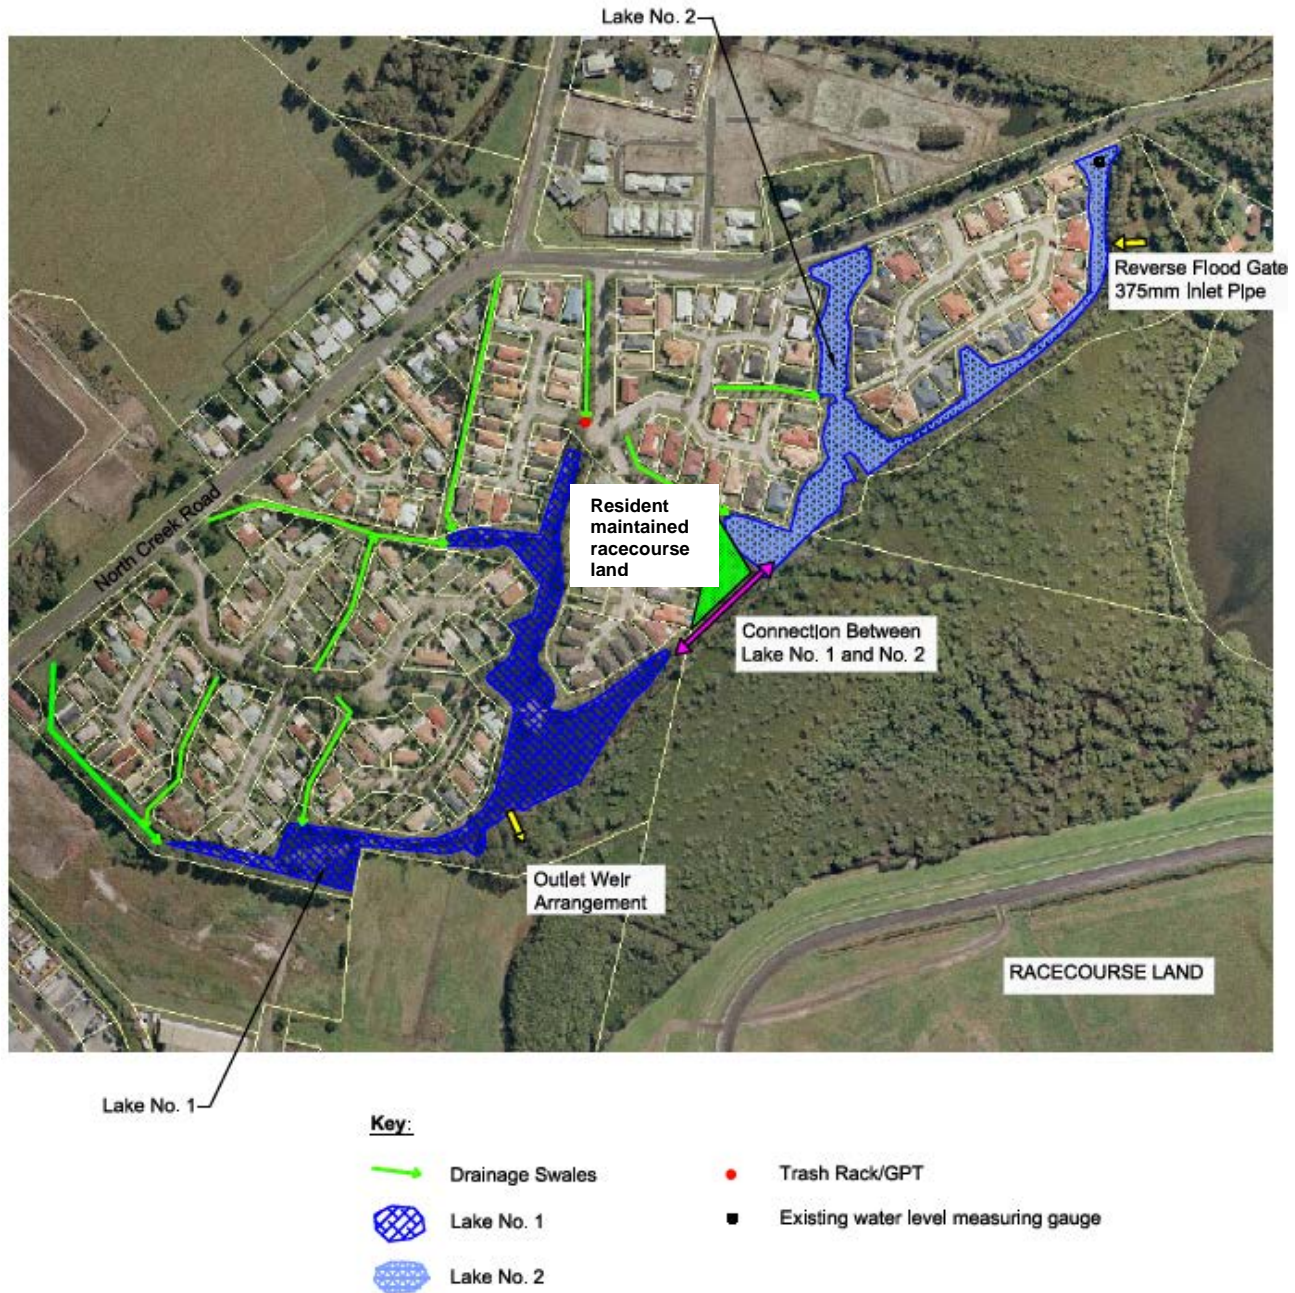 Lake No. 2
Reverse Flood Gate
375mm Inlet Pipe
North Creek Road
Resident
maintained
racecourse
land
Connection Between
Lake No. 1 and No. 2
Outlet Weir
Arrangement
RACECOURSE LAND
Lake No. 1
Key:
Drainage Swales
Trash Rack/GPT
Lake No. 1
Existing water level measuring gauge
Lake No. 2